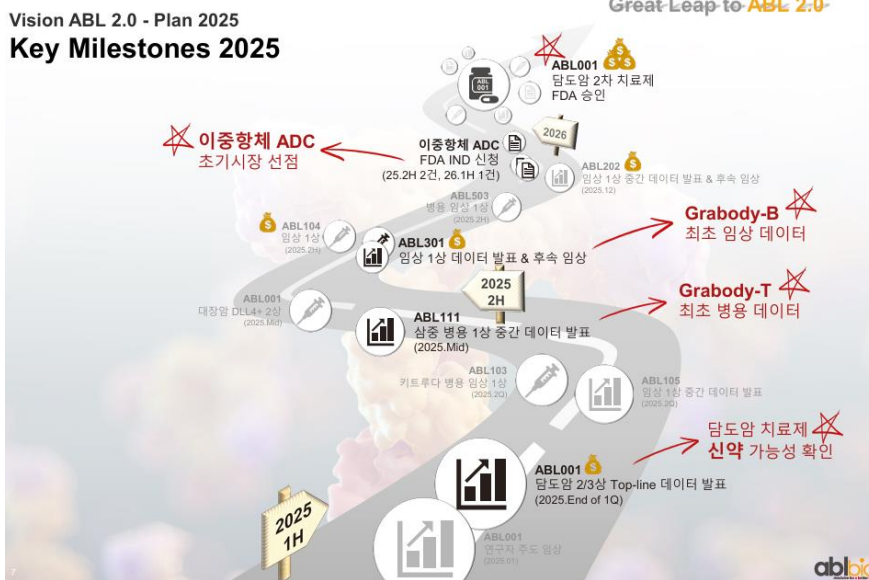 Great Leap to ABL 2.0
Vision ABL 2.0 - Plan 2025
Key Milestones 2025
ABL001
담도암 2차 치료제
FDA 승인
ABL
001
2026
이중항체 ADC
초기시장 선점
이중항체 ADC
FDA IND 신청
(25.2H 2건, 26.1H 1건)
ABL202
임상 1상 중간 데이터 발표 & 후속 임상
(2025.12)
ABL503
병용 임상 1상
(2025.2H)
Grabody-B
최초 임상 데이터
ABL104
임상 1상
(2025.2H)
ABL301
임상 1상 데이터 발표 & 후속 임상
2025
2H
Grabody-T
최초 병용 데이터
ABL001
대장암 DLL4+ 2상
(2025.Mid)
ABL111
삼중 병용 1상 중간 데이터 발표
(2025.Mid)
ABL103
키트루다 병용 임상 1상
(2025.2Q)
ABL105
임상 1상 중간 데이터 발표
(2025.2Q)
담도암 치료제
신약 가능성 확인
ABL001
담도암 2/3상 Top-line 데이터 발표
(2025.End of 1Q)
2025
1H
ABL001
연구자 주도 임상
(2025.01)
7
ablbio